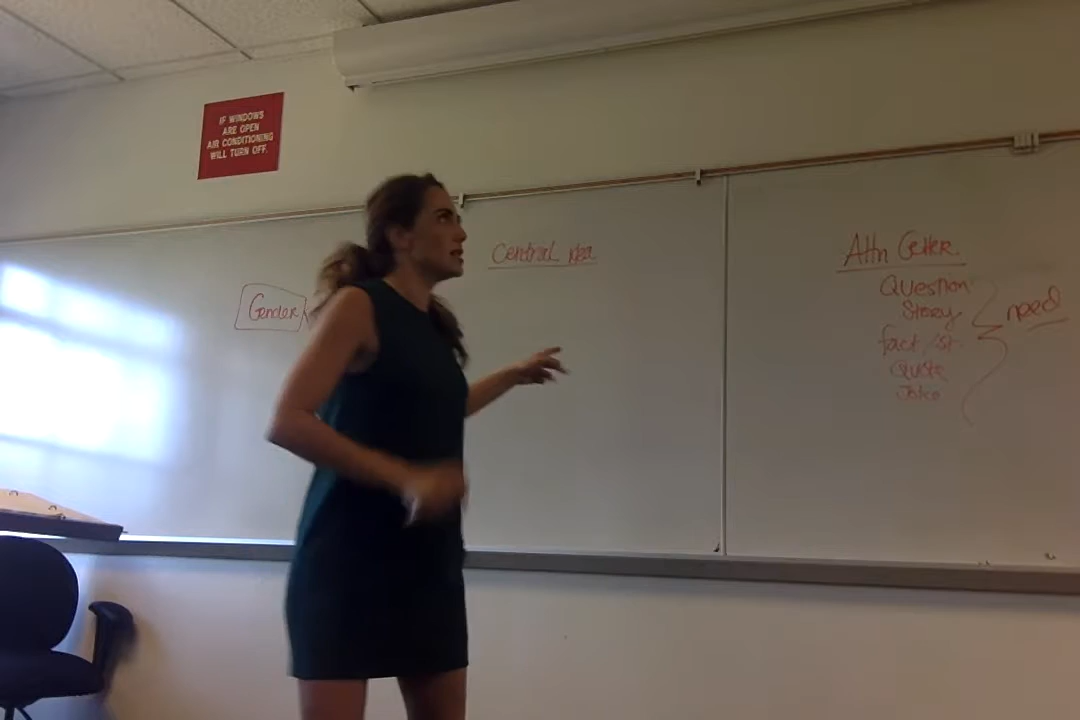 IF WINDOWS
ARE OPEN
AIR CONDITIONING
WILL TURN OFF.
Gender
Central Idea
Attn Getter
Question
Story
fact /st.
Quote
Jokes
need